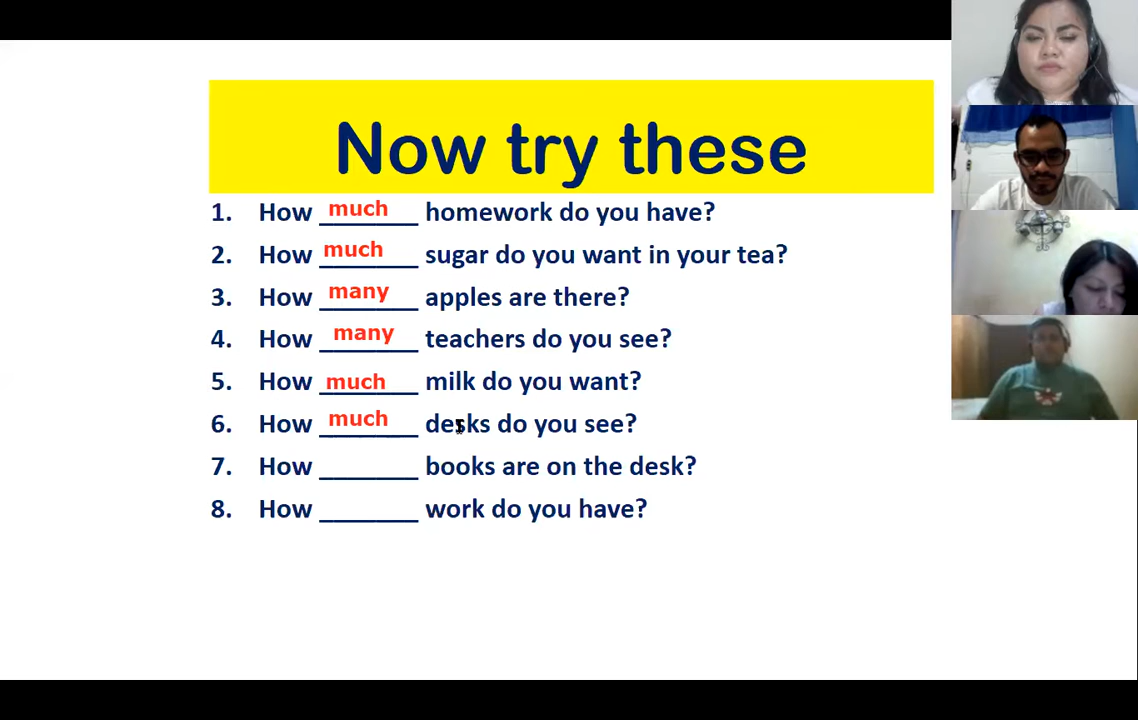 Now try these
1. How much homework do you have?
2. How much sugar do you want in your tea?
3. How many apples are there?
4. How many teachers do you see?
5. How much milk do you want?
6. How much desks do you see?
7. How _______ books are on the desk?
8. How _______ work do you have?